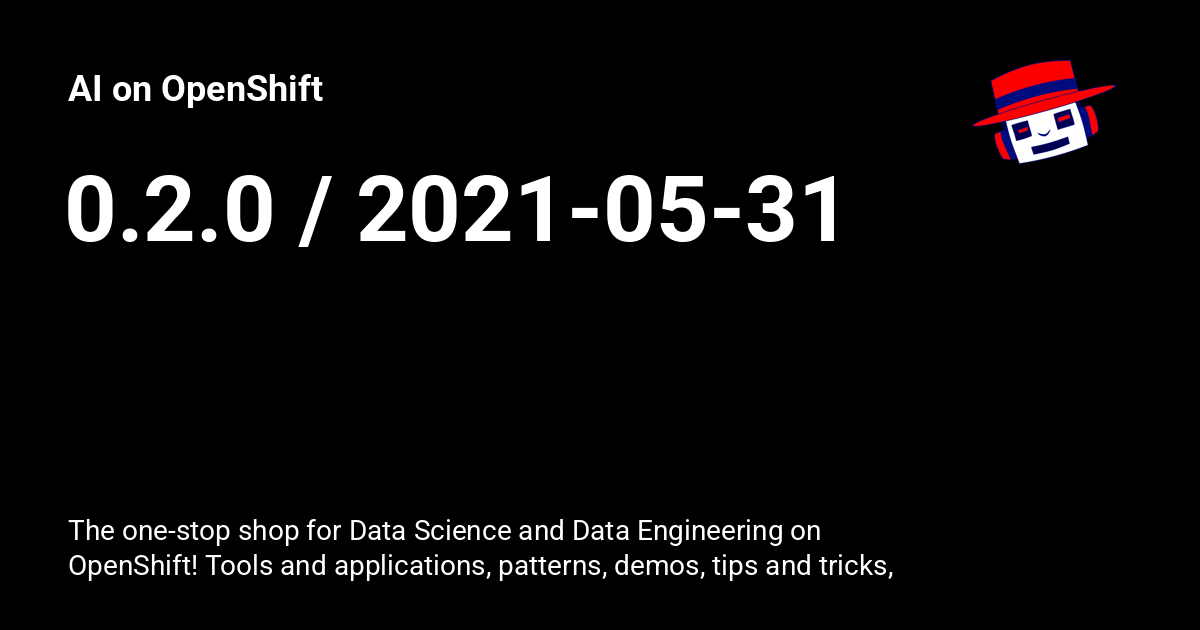 AI on OpenShift
0.2.0 / 2021-05-31
The one-stop shop for Data Science and Data Engineering on
OpenShift! Tools and applications, patterns, demos, tips and tricks,